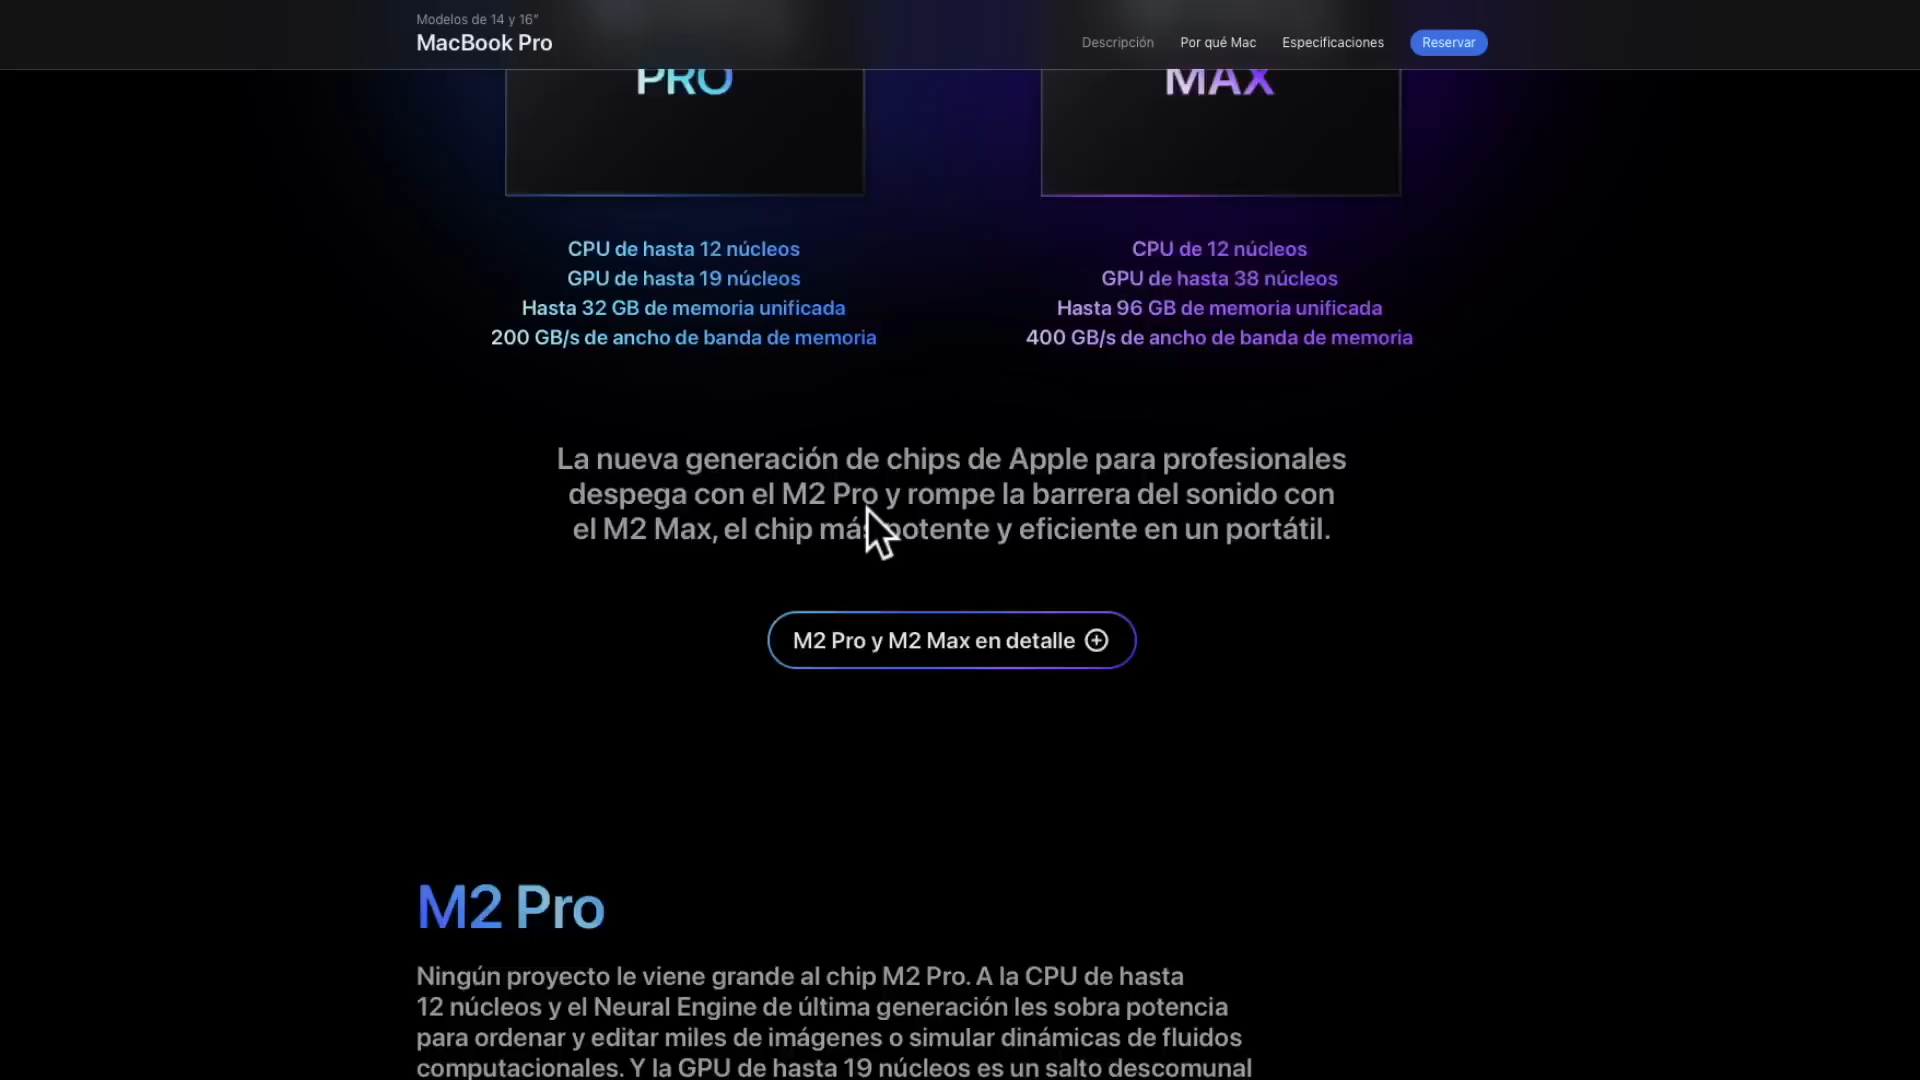 Modelos de 14 y 16"
MacBook Pro
Descripción
Por qué Mac
Especificaciones
Reservar
PRO
MAX
CPU de hasta 12 núcleos
GPU de hasta 19 núcleos
Hasta 32 GB de memoria unificada
200 GB/s de ancho de banda de memoria
CPU de 12 núcleos
GPU de hasta 38 núcleos
Hasta 96 GB de memoria unificada
400 GB/s de ancho de banda de memoria
La nueva generación de chips de Apple para profesionales
despega con el M2 Pro y rompe la barrera del sonido con
el M2 Max, el chip más potente y eficiente en un portátil.
M2 Pro y M2 Max en detalle
M2 Pro
Ningún proyecto le viene grande al chip M2 Pro. A la CPU de hasta
12 núcleos y el Neural Engine de última generación les sobra potencia
para ordenar y editar miles de imágenes o simular dinámicas de fluidos
computacionales. Y la GPU de hasta 19 núcleos es un salto descomunal